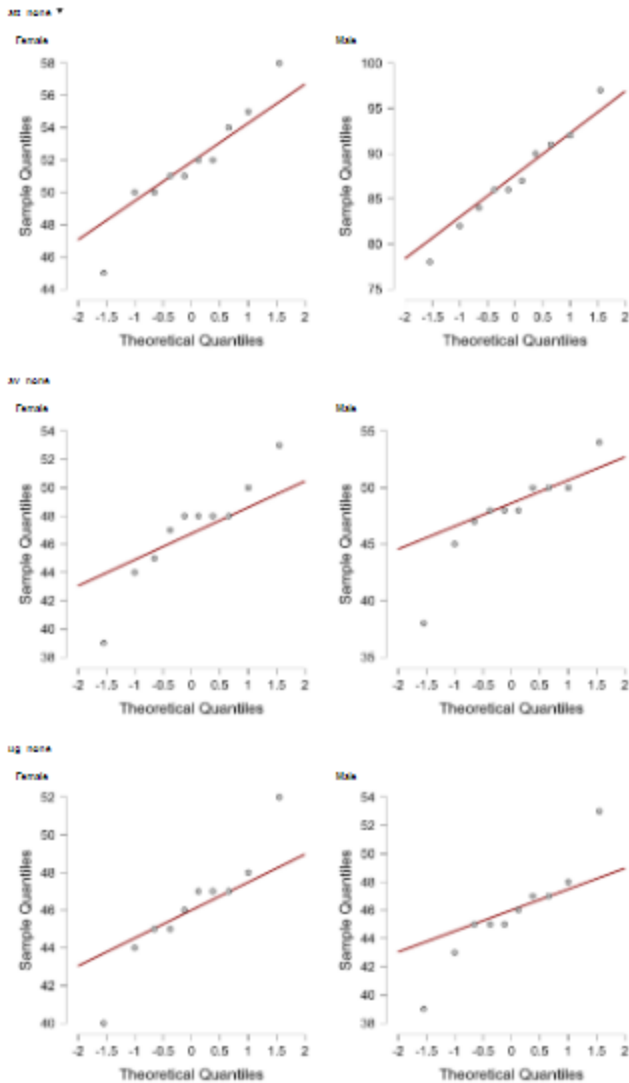 att_none ▼
Female Male
58 100
56 95
54
Sample Quantiles Sample Quantiles
52 90
50 85
48 80
46
44 75
-2 -1.5 -1 -0.5 0 0.5 1 1.5 2 -2 -1.5 -1 -0.5 0 0.5 1 1.5 2
Theoretical Quantiles Theoretical Quantiles
av_none
Female Male
54 55
52
50 50
Sample Quantiles Sample Quantiles
48
46 45
44
42 40
40
38 35
-2 -1.5 -1 -0.5 0 0.5 1 1.5 2 -2 -1.5 -1 -0.5 0 0.5 1 1.5 2
Theoretical Quantiles Theoretical Quantiles
ug_none
Female Male
52 54
50 52
48 50
Sample Quantiles Sample Quantiles
46 48
44 46
42 44
40 42
40
38
-2 -1.5 -1 -0.5 0 0.5 1 1.5 2 -2 -1.5 -1 -0.5 0 0.5 1 1.5 2
Theoretical Quantiles Theoretical Quantiles